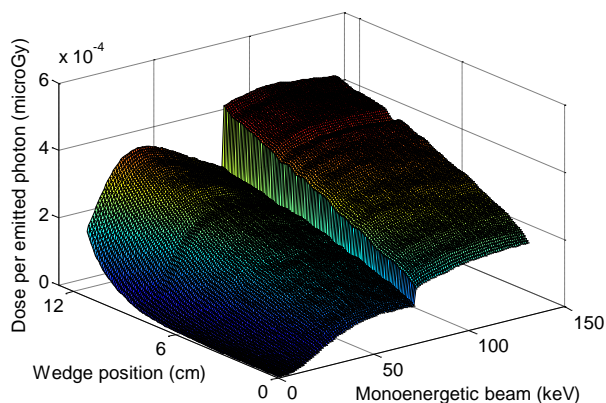 x 10-4
6
4
2
0
Dose per emitted photon (microGy)
12
6
0
Wedge position (cm)
0
50
100
150
Monoenergetic beam (keV)